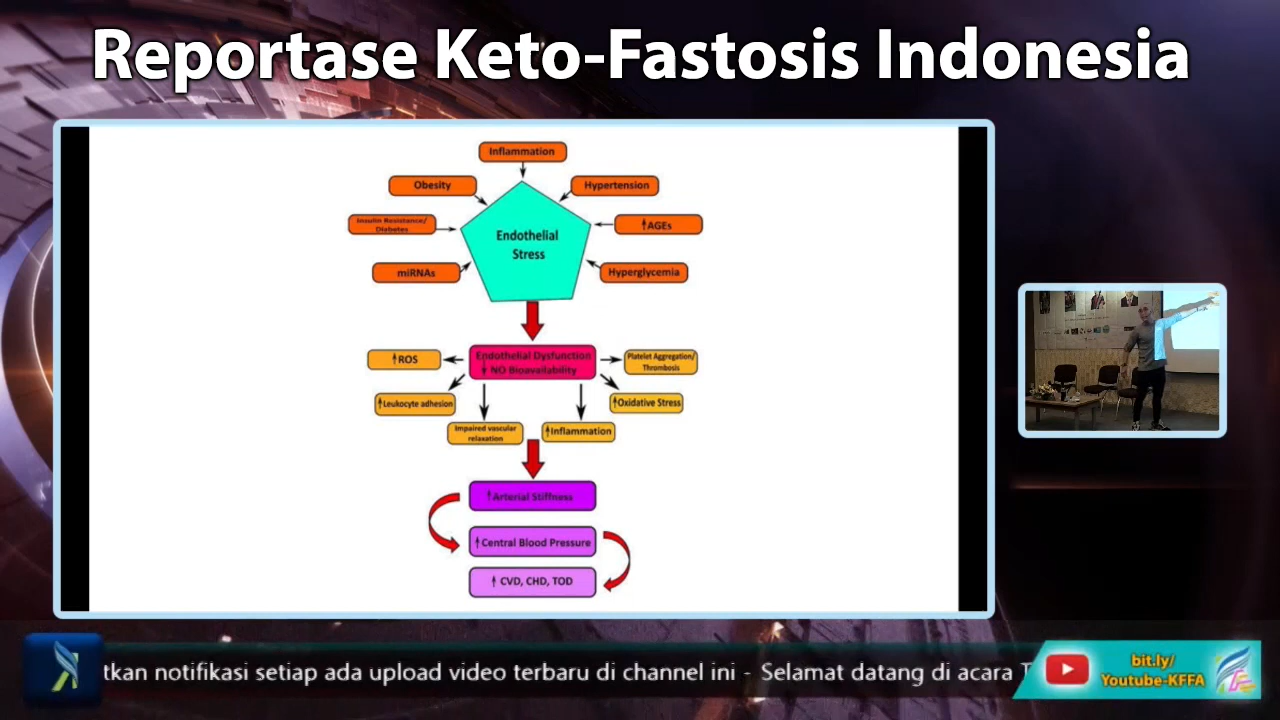 Reportase Keto-Fastosis Indonesia
Inflammation
Obesity
Hypertension
Insulin Resistance/
Diabetes
↑AGEs
Endothelial
Stress
miRNAs
Hyperglycemia
↑ROS
Endothelial Dysfunction
↓ NO Bioavailability
Platelet Aggregation/
Thrombosis
↑Leukocyte adhesion
↑Oxidative Stress
Impaired vascular
relaxation
↑Inflammation
↑Arterial Stiffness
↑Central Blood Pressure
↑ CVD, CHD, TOD
tkan notifikasi setiap ada upload video terbaru di channel ini - Selamat datang di acara
bit.ly/
Youtube-KFFA